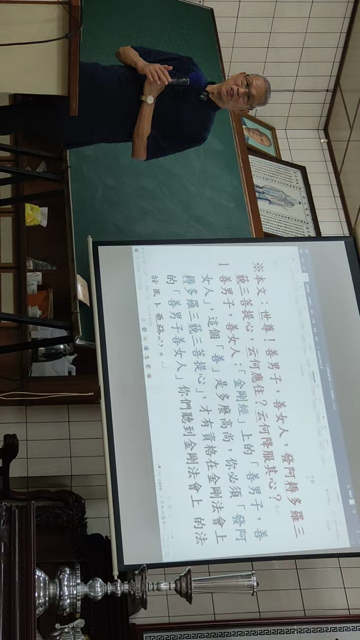 ※本文：世尊！善男子，善女人，發阿耨多羅三
藐三菩提心，云何應住？云何降服其心？
！善男子，善女人：「金剛經」上的「善男子，善
女人」，這個「善」是多麼高尚，你必須「發阿
耨多羅三藐三菩提心」，才有資格在金剛法會上
的「善男子善女人」你們聽到金剛法會上 的法